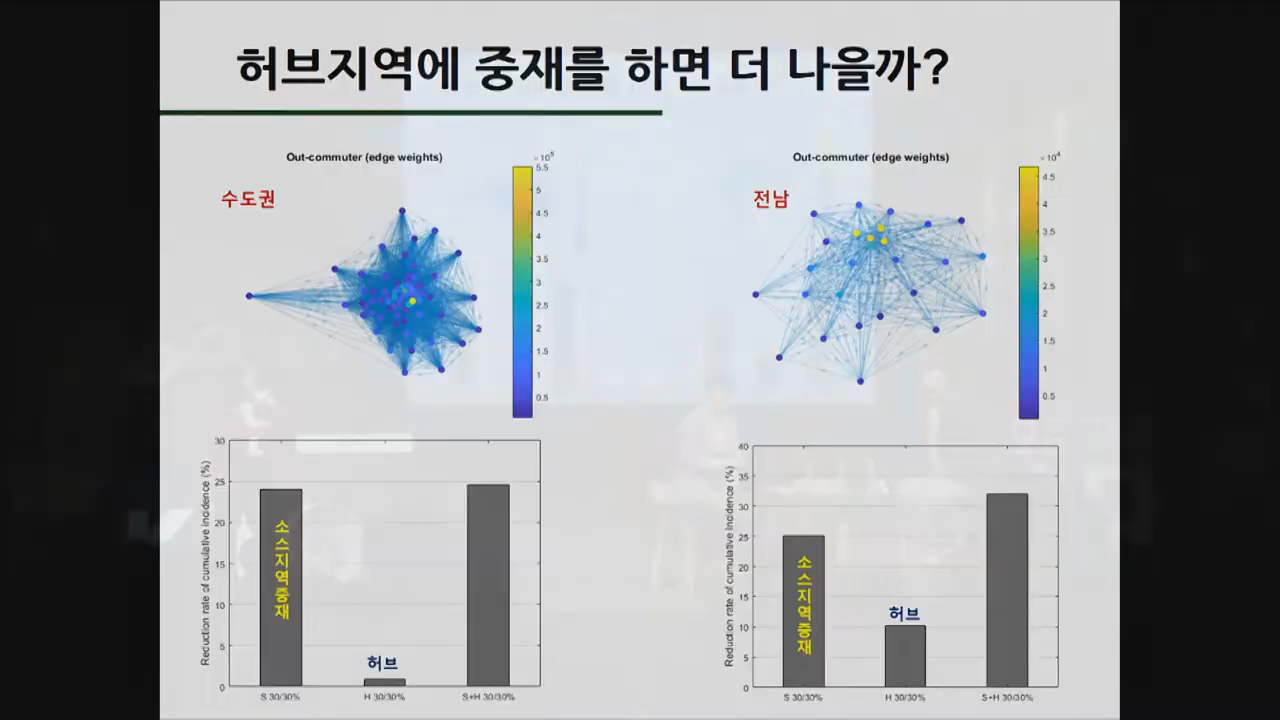 허브지역에 중재를 하면 더 나을까?
Out-commuter (edge weights)
×10⁵
수도권
5.5
5
4.5
4
3.5
3
2.5
2
1.5
1
0.5
Out-commuter (edge weights)
×10⁴
전남
4.5
4
3.5
3
2.5
2
1.5
1
0.5
Reduction rate of cumulative incidence (%)
30
25
20
15
10
5
0
소스지역중재
허브
S 30/30%
H 30/30%
S+H 30/30%
Reduction rate of cumulative incidence (%)
40
35
30
25
20
15
10
5
0
소스지역중재
허브
S 30/30%
H 30/30%
S+H 30/30%